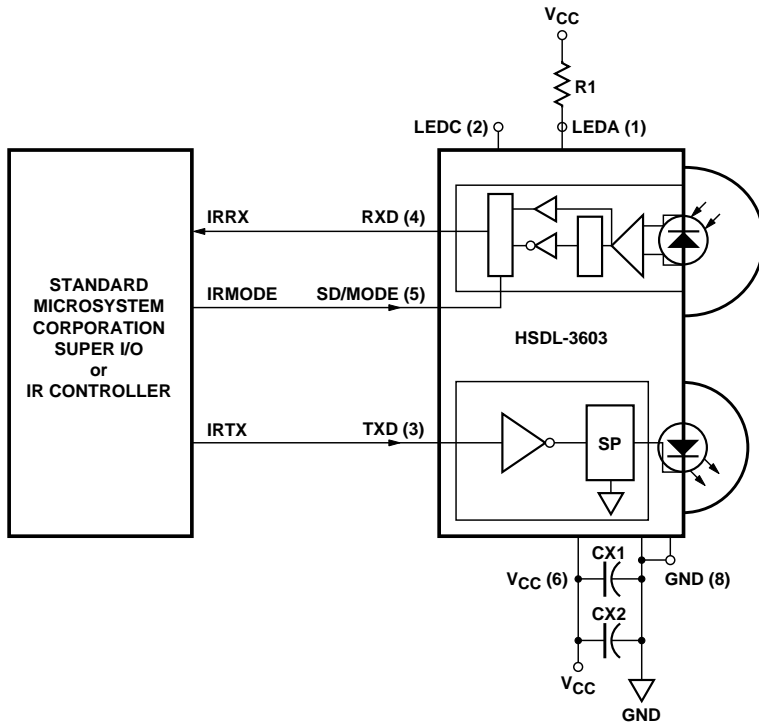 VCC
R1
LEDC (2)
LEDA (1)
IRRX
RXD (4)
STANDARD
MICROSYSTEM
CORPORATION
SUPER I/O
or
IR CONTROLLER
IRMODE
SD/MODE (5)
HSDL-3603
IRTX
TXD (3)
SP
CX1
VCC (6)
GND (8)
CX2
VCC
GND